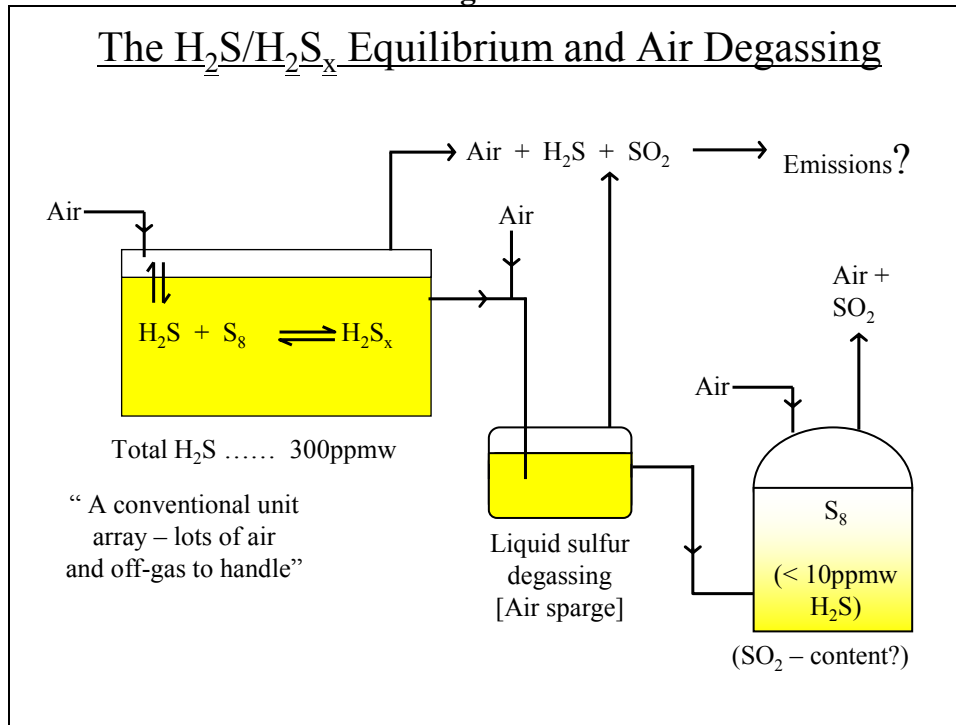 The H₂S/H₂Sₓ Equilibrium and Air Degassing
Air + H₂S + SO₂
Emissions?
Air
Air
Air +
SO₂
H₂S + S₈ ⇌ H₂Sₓ
Air
Total H₂S …… 300ppmw
“ A conventional unit
array – lots of air
and off-gas to handle”
Liquid sulfur
degassing
[Air sparge]
S₈
(< 10ppmw
H₂S)
(SO₂ – content?)